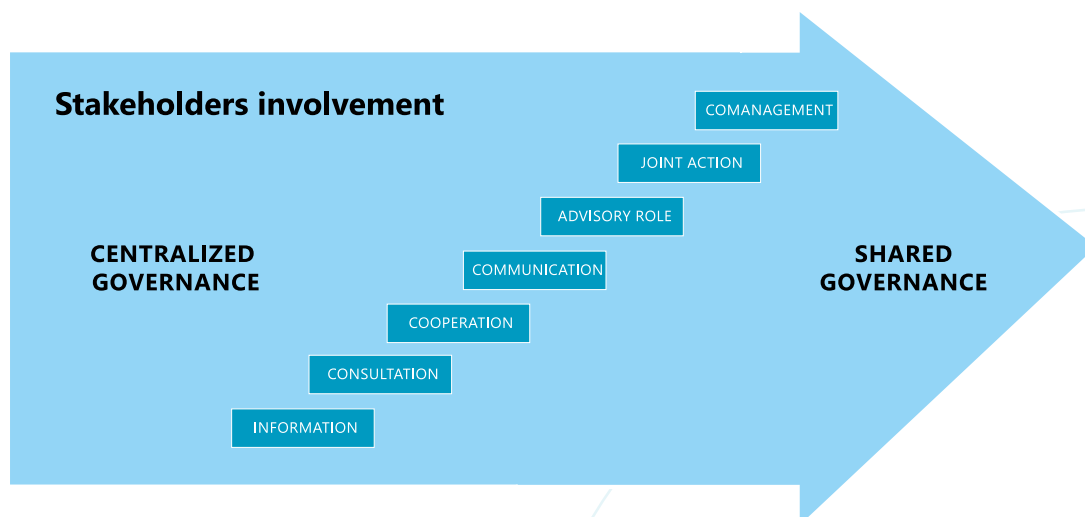 Stakeholders involvement
COMANAGEMENT
JOINT ACTION
ADVISORY ROLE
CENTRALIZED
GOVERNANCE
COMMUNICATION
SHARED
GOVERNANCE
COOPERATION
CONSULTATION
INFORMATION